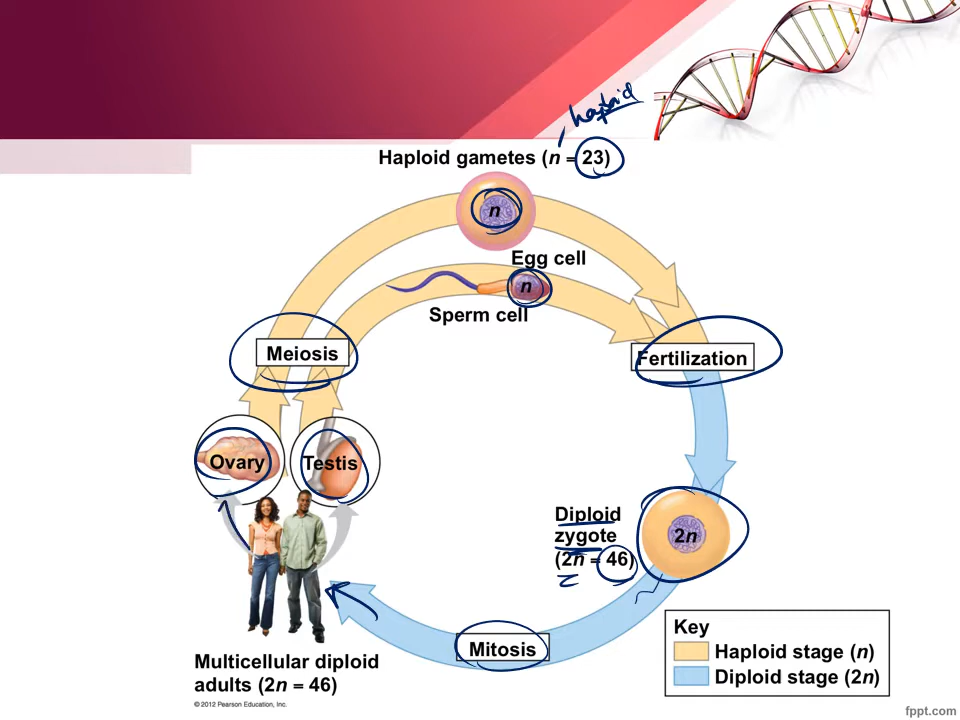 haploid
Haploid gametes (n = 23)
n
Egg cell
n
Sperm cell
Meiosis
Fertilization
Ovary
Testis
Diploid
zygote
(2n = 46)
2n
Mitosis
Multicellular diploid
adults (2n = 46)
Key
Haploid stage (n)
Diploid stage (2n)
© 2012 Pearson Education, Inc.
fppt.com